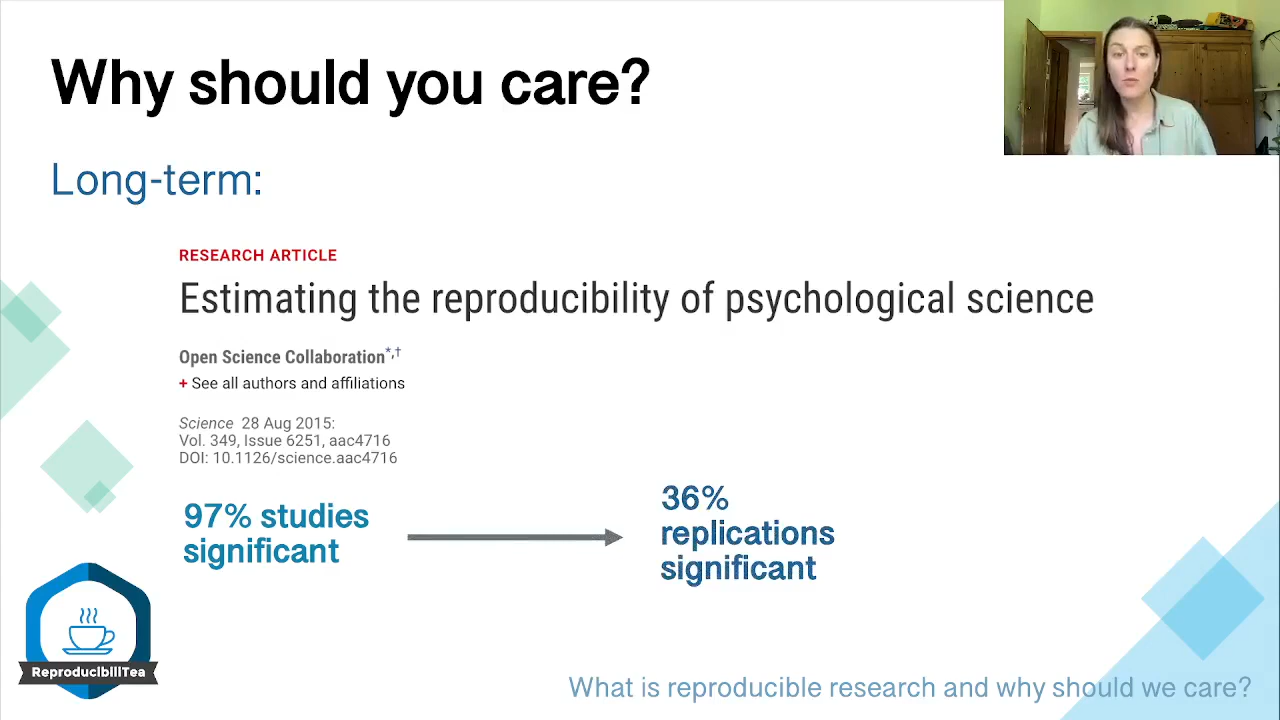 Why should you care?
Long-term:
RESEARCH ARTICLE
Estimating the reproducibility of psychological science
Open Science Collaboration*,†
+ See all authors and affiliations
Science 28 Aug 2015:
Vol. 349, Issue 6251, aac4716
DOI: 10.1126/science.aac4716
97% studies
significant
36%
replications
significant
ReproducibiliTea
What is reproducible research and why should we care?